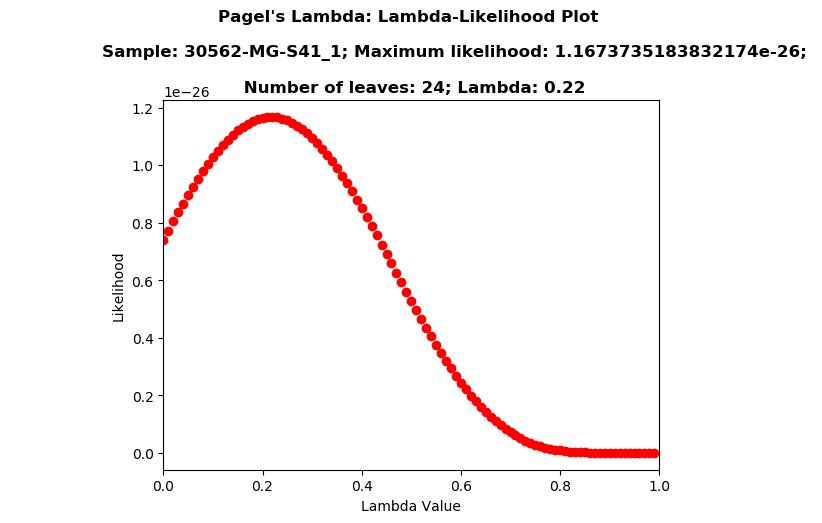 Pagel's Lambda: Lambda-Likelihood Plot
Sample: 30562-MG-S41_1; Maximum likelihood: 1.1673735183832174e-26;
Number of leaves: 24; Lambda: 0.22
1e−26
1.2
1.0
0.8
0.6
0.4
0.2
0.0
Likelihood
0.0 0.2 0.4 0.6 0.8 1.0
Lambda Value